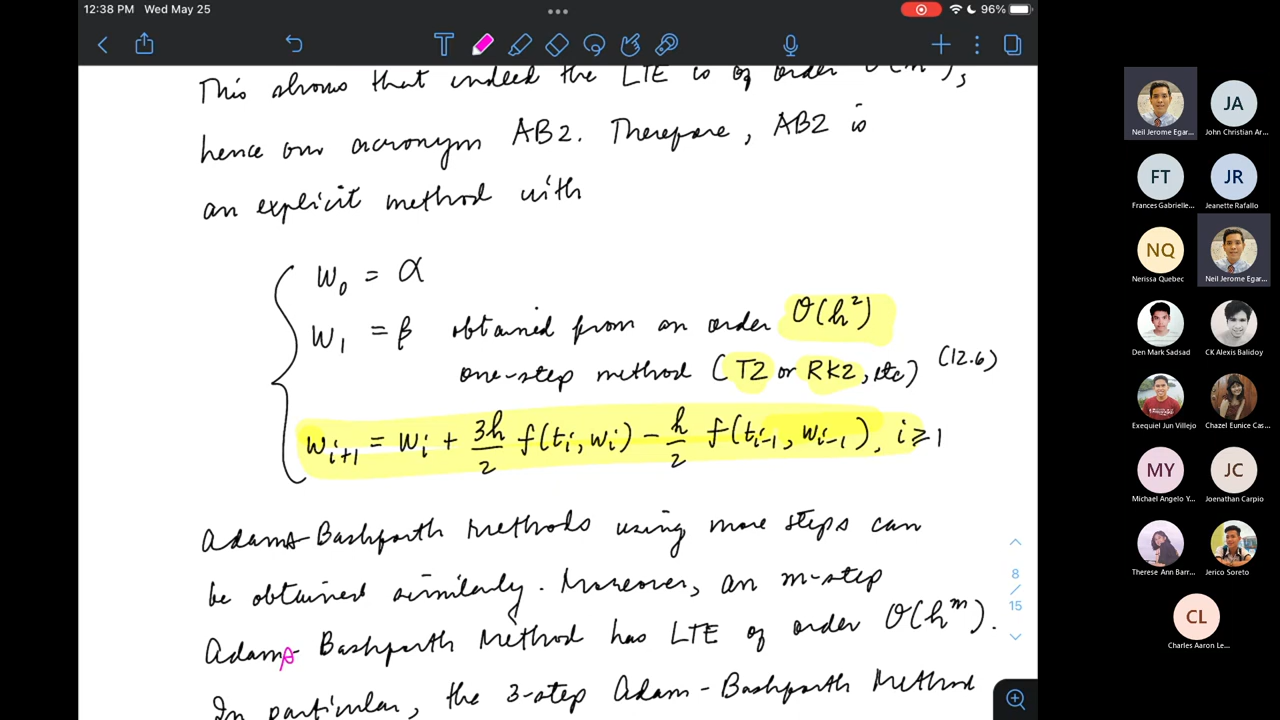 12:38 PM Wed May 25
96%
This shows that indeed the LTE is of order O(h²),
hence our acronym AB2. Therefore, AB2 is
an explicit method with
w₀ = α
w₁ = β obtained from an order O(h²)
one-step method (T2 or RK2, etc) (12.6)
wᵢ₊₁ = wᵢ + 3h/2 f(tᵢ, wᵢ) − h/2 f(tᵢ₋₁, wᵢ₋₁), i ≥ 1
Adams-Bashforth Methods using more steps can
be obtained similarly. Moreover, an m-step
Adams Bashforth Method has LTE of order O(hᵐ).
In particular, the 3-step Adam-Bashforth Method
8
/
15
Neil Jerome Egar...
JA
John Christian Ar...
FT
Frances Gabrielle...
JR
Jeanette Rafallo
NQ
Nerissa Quebec
Neil Jerome Egar...
Den Mark Sadsad
CK Alexis Balidoy
Exequiel Jun Villejo
Chazel Eunice Cas...
MY
Michael Angelo Y...
JC
Joenathan Carpio
Therese Ann Barr...
Jerico Soreto
CL
Charles Aaron Le...